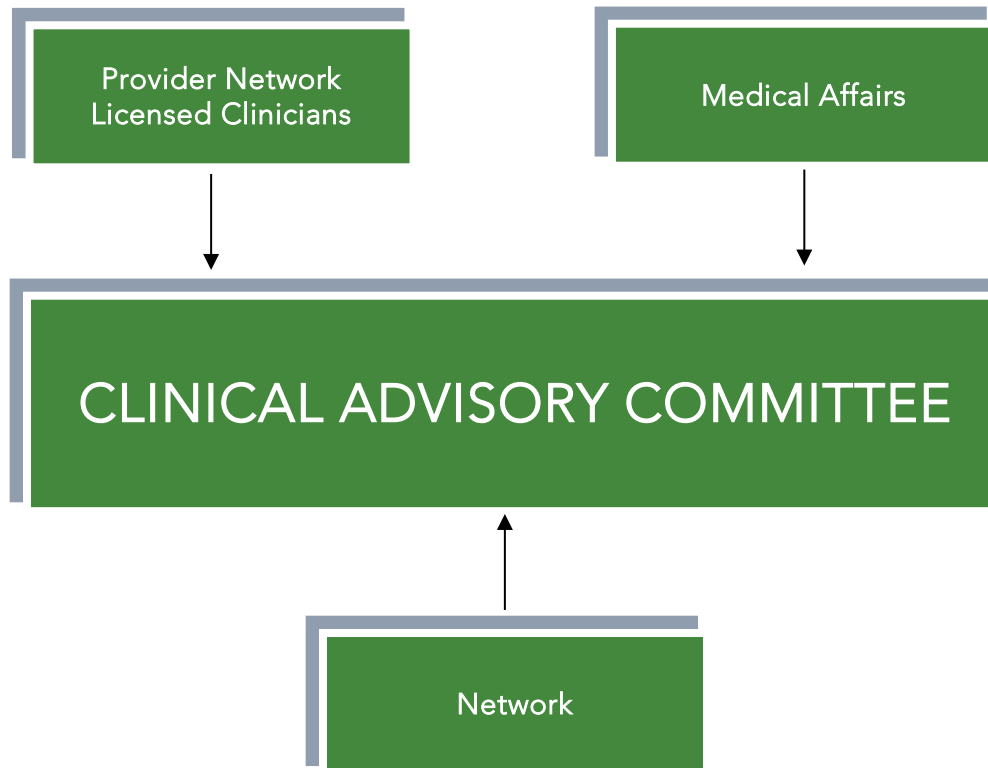 Provider Network
Licensed Clinicians
Medical Affairs
CLINICAL ADVISORY COMMITTEE
Network